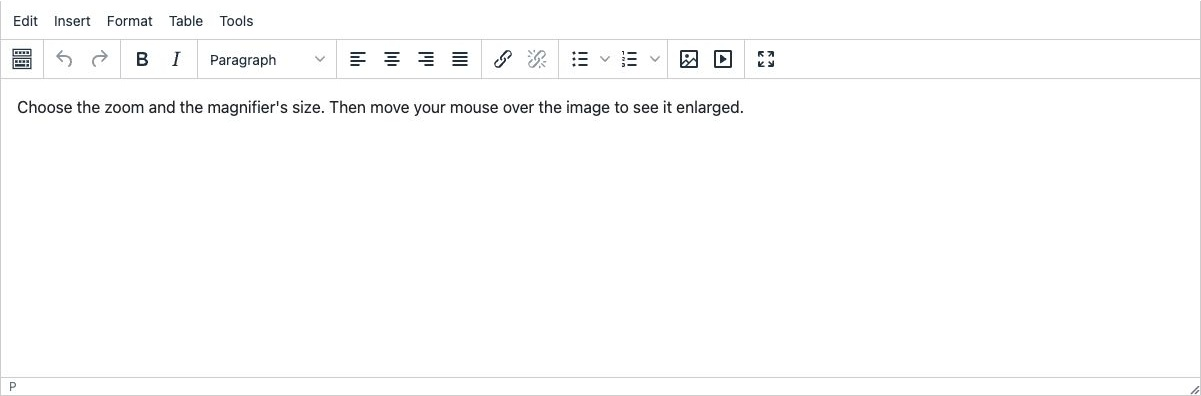 Edit Insert Format Table Tools
B I Paragraph
Choose the zoom and the magnifier's size. Then move your mouse over the image to see it enlarged.
P